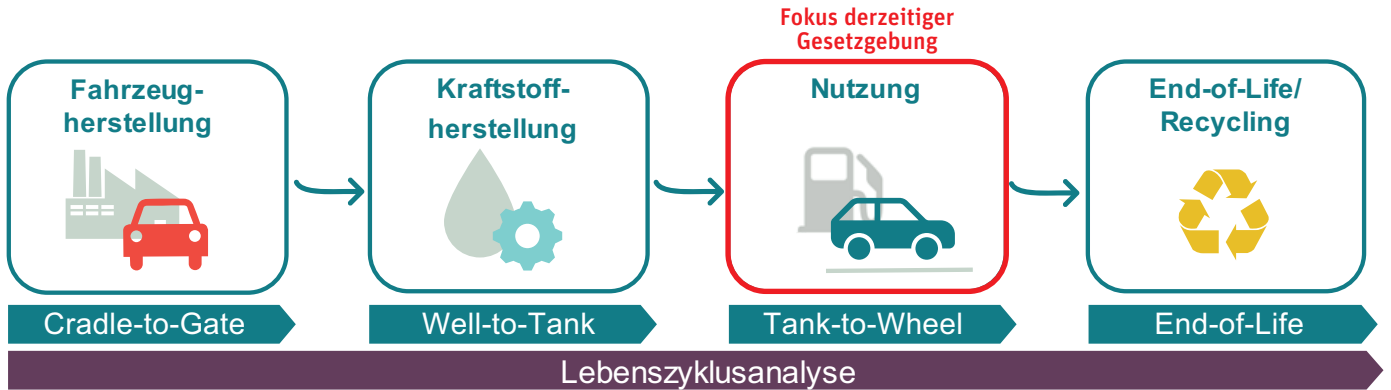 Fokus derzeitiger
Gesetzgebung
Fahrzeug-
herstellung
Kraftstoff-
herstellung
Nutzung
End-of-Life/
Recycling
Cradle-to-Gate
Well-to-Tank
Tank-to-Wheel
End-of-Life
Lebenszyklusanalyse